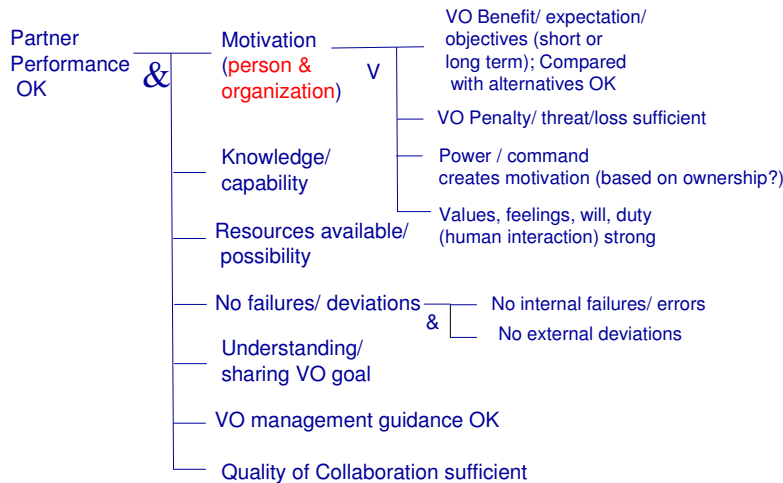 Partner
Performance
OK
&
Motivation
(person &
organization)
V
VO Benefit/ expectation/
objectives (short or
long term); Compared
with alternatives OK
VO Penalty/ threat/loss sufficient
Power / command
creates motivation (based on ownership?)
Values, feelings, will, duty
(human interaction) strong
Knowledge/
capability
Resources available/
possibility
No failures/ deviations
&
No internal failures/ errors
No external deviations
Understanding/
sharing VO goal
VO management guidance OK
Quality of Collaboration sufficient